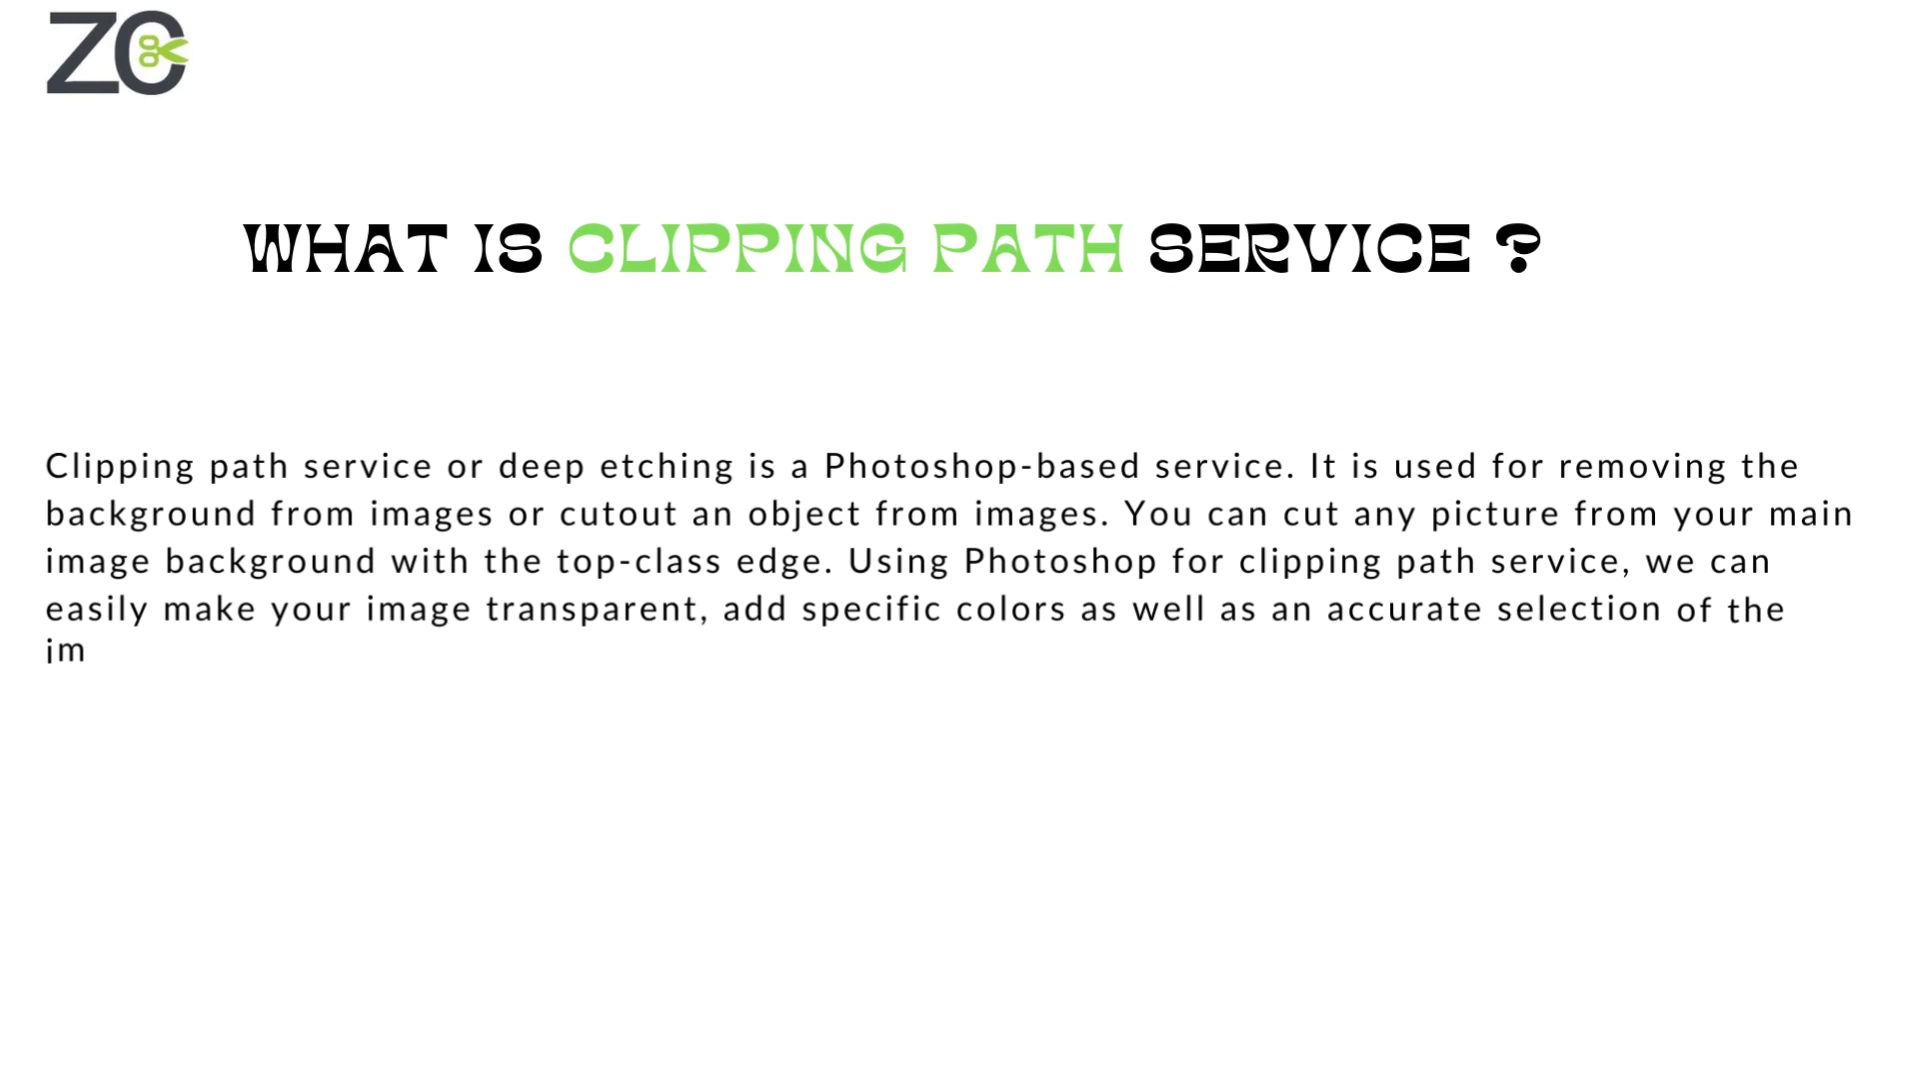 ZC
WHAT IS CLIPPING PATH SERVICE ?
Clipping path service or deep etching is a Photoshop-based service. It is used for removing the
background from images or cutout an object from images. You can cut any picture from your main
image background with the top-class edge. Using Photoshop for clipping path service, we can
easily make your image transparent, add specific colors as well as an accurate selection of the
im